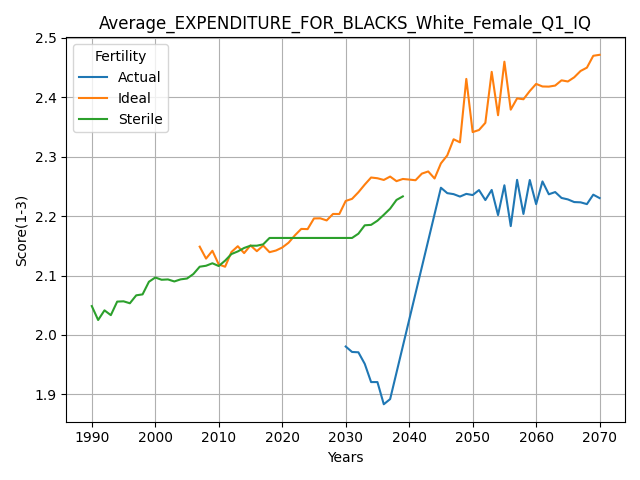 Average_EXPENDITURE_FOR_BLACKS_White_Female_Q1_IQ
Fertility
Actual
Ideal
Sterile
Score(1-3)
2.5
2.4
2.3
2.2
2.1
2.0
1.9
1990 2000 2010 2020 2030 2040 2050 2060 2070
Years